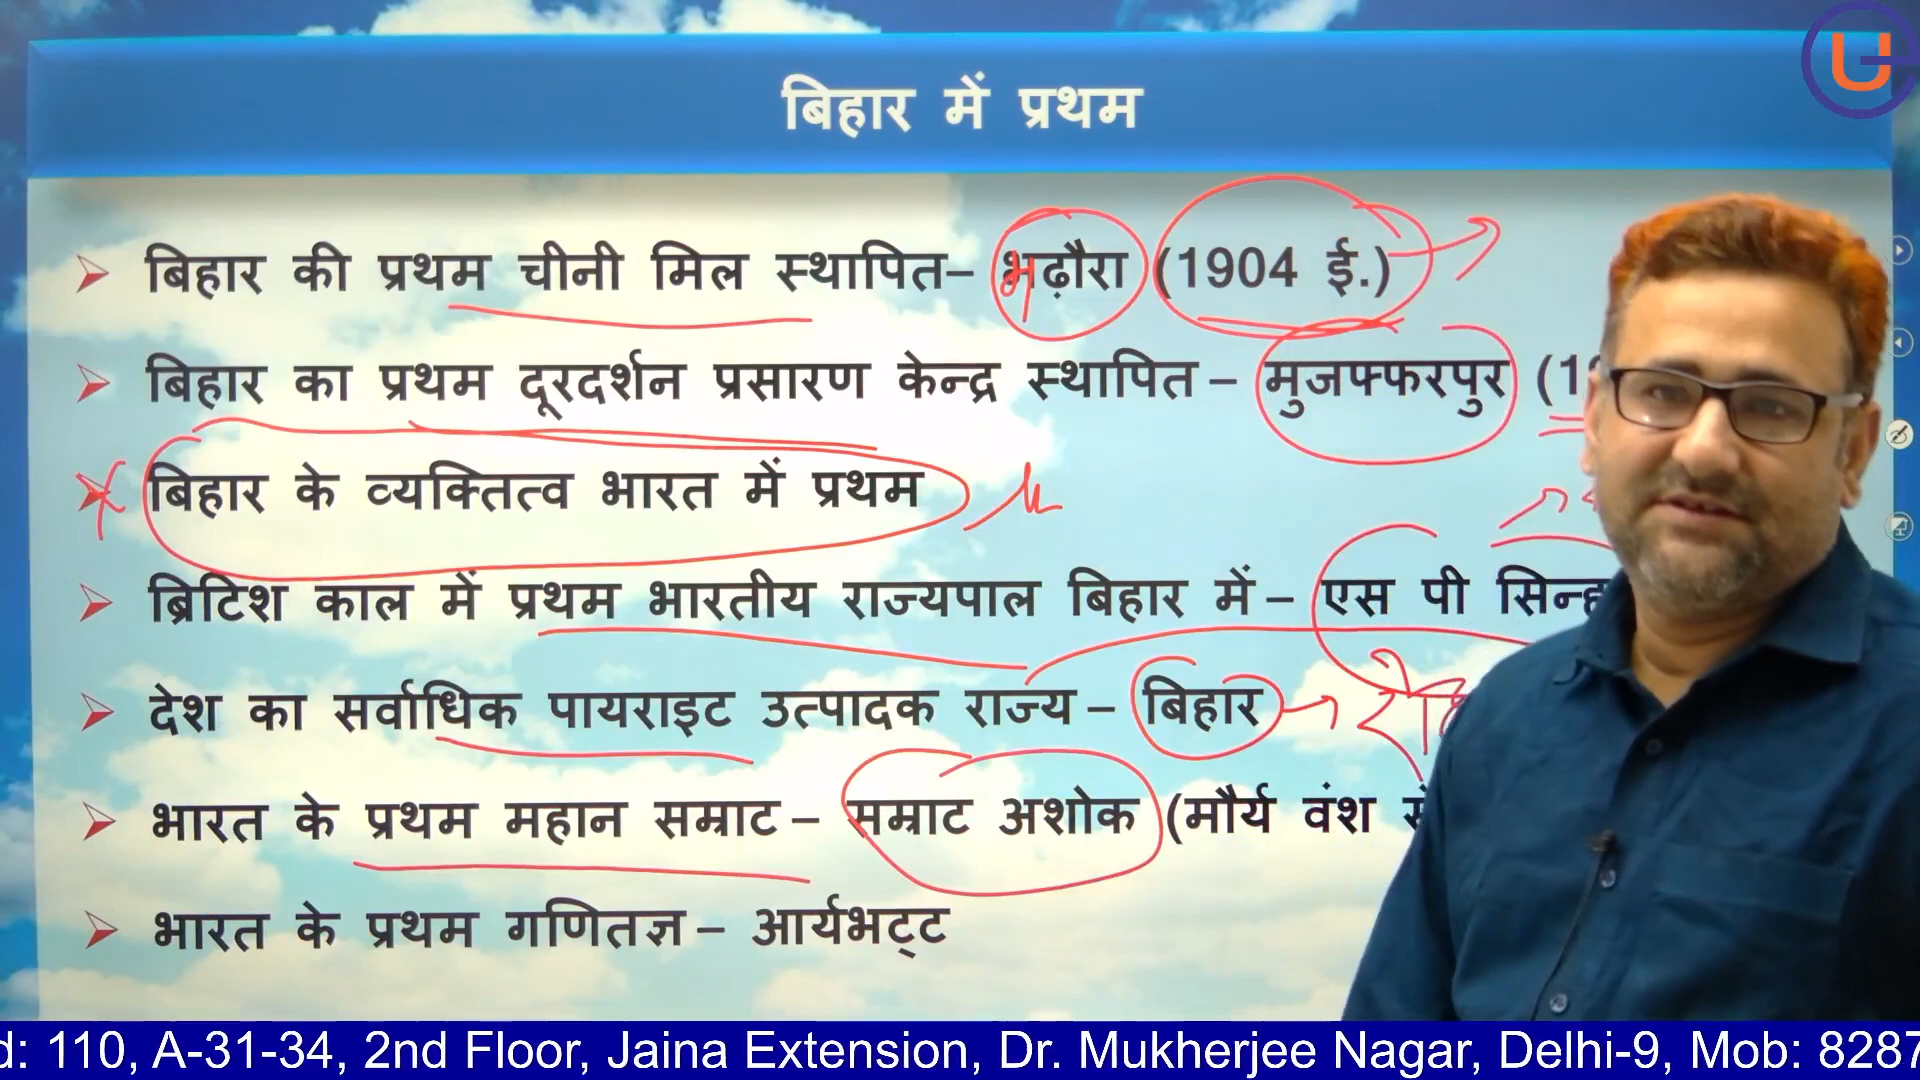 बिहार में प्रथम
बिहार की प्रथम चीनी मिल स्थापित– भढ़ौरा (1904 ई.)
बिहार का प्रथम दूरदर्शन प्रसारण केन्द्र स्थापित– मुजफ्फरपुर (1
बिहार के व्यक्तित्व भारत में प्रथम
ब्रिटिश काल में प्रथम भारतीय राज्यपाल बिहार में– एस पी सिन्ह
देश का सर्वाधिक पायराइट उत्पादक राज्य– बिहार
भारत के प्रथम महान सम्राट– सम्राट अशोक (मौर्य वंश से
भारत के प्रथम गणितज्ञ– आर्यभट्ट
d: 110, A-31-34, 2nd Floor, Jaina Extension, Dr. Mukherjee Nagar, Delhi-9, Mob: 8287